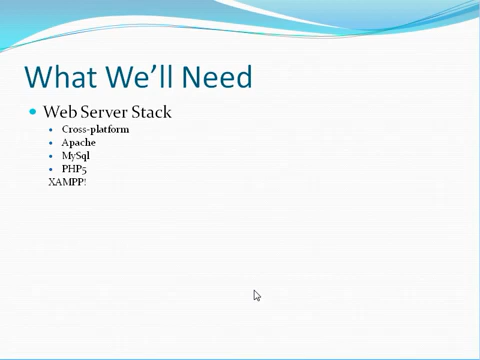 What We'll Need
Web Server Stack
Cross-platform
Apache
MySql
PHP5
XAMPP!